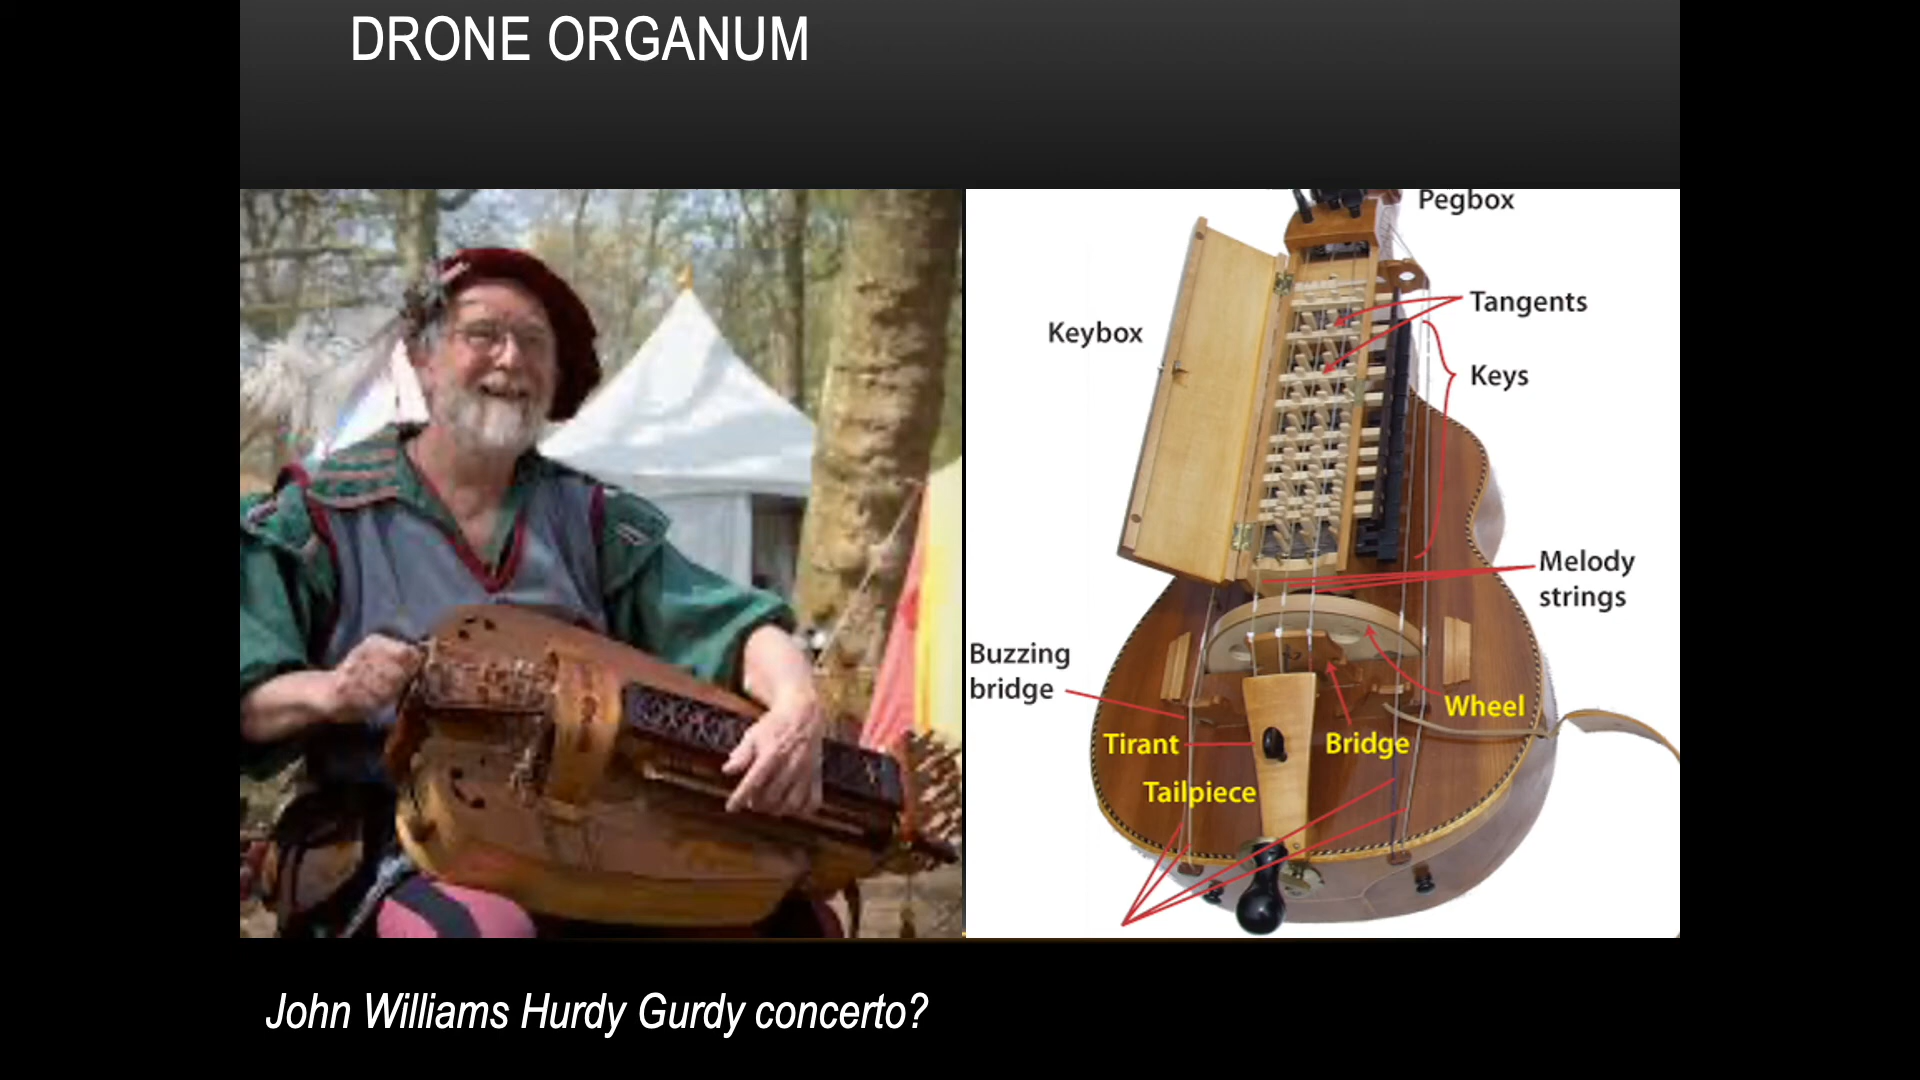 DRONE ORGANUM
Pegbox
Tangents
Keybox
Keys
Melody
strings
Buzzing
bridge
Wheel
Tirant
Bridge
Tailpiece
John Williams Hurdy Gurdy concerto?